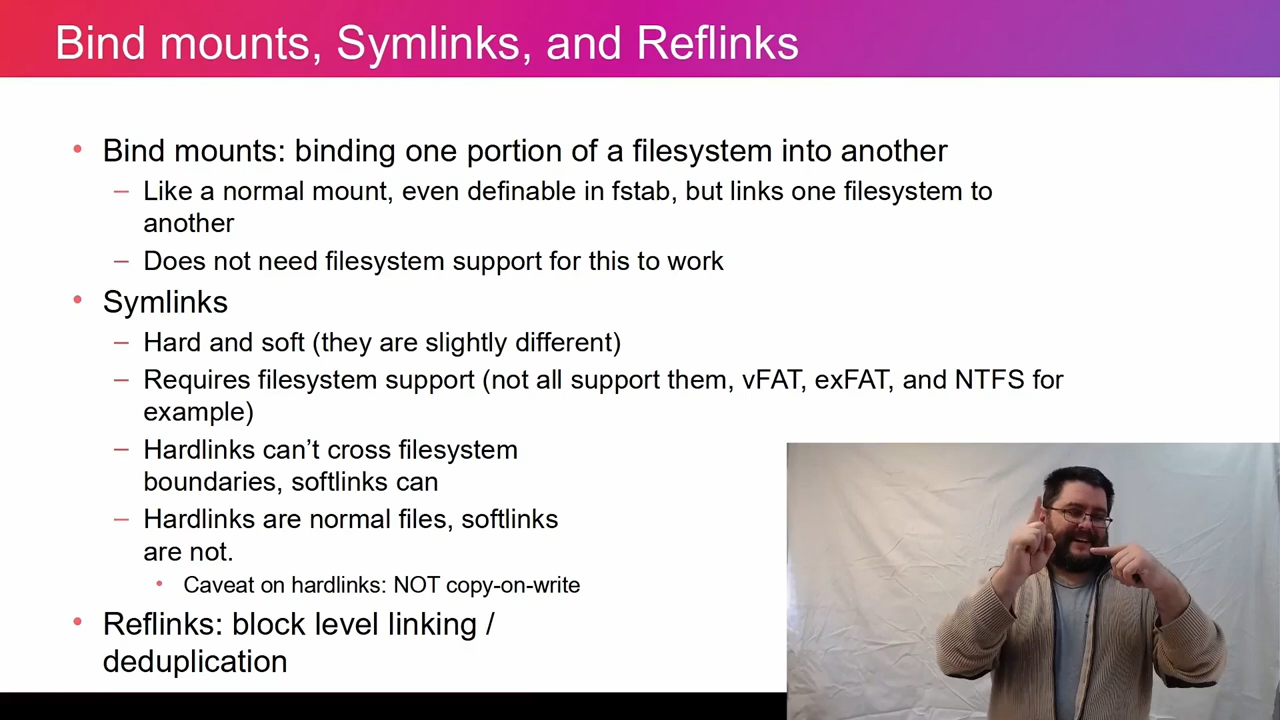 Bind mounts, Symlinks, and Reflinks
• Bind mounts: binding one portion of a filesystem into another
– Like a normal mount, even definable in fstab, but links one filesystem to
another
– Does not need filesystem support for this to work
• Symlinks
– Hard and soft (they are slightly different)
– Requires filesystem support (not all support them, vFAT, exFAT, and NTFS for
example)
– Hardlinks can’t cross filesystem
boundaries, softlinks can
– Hardlinks are normal files, softlinks
are not.
• Caveat on hardlinks: NOT copy-on-write
• Reflinks: block level linking /
deduplication